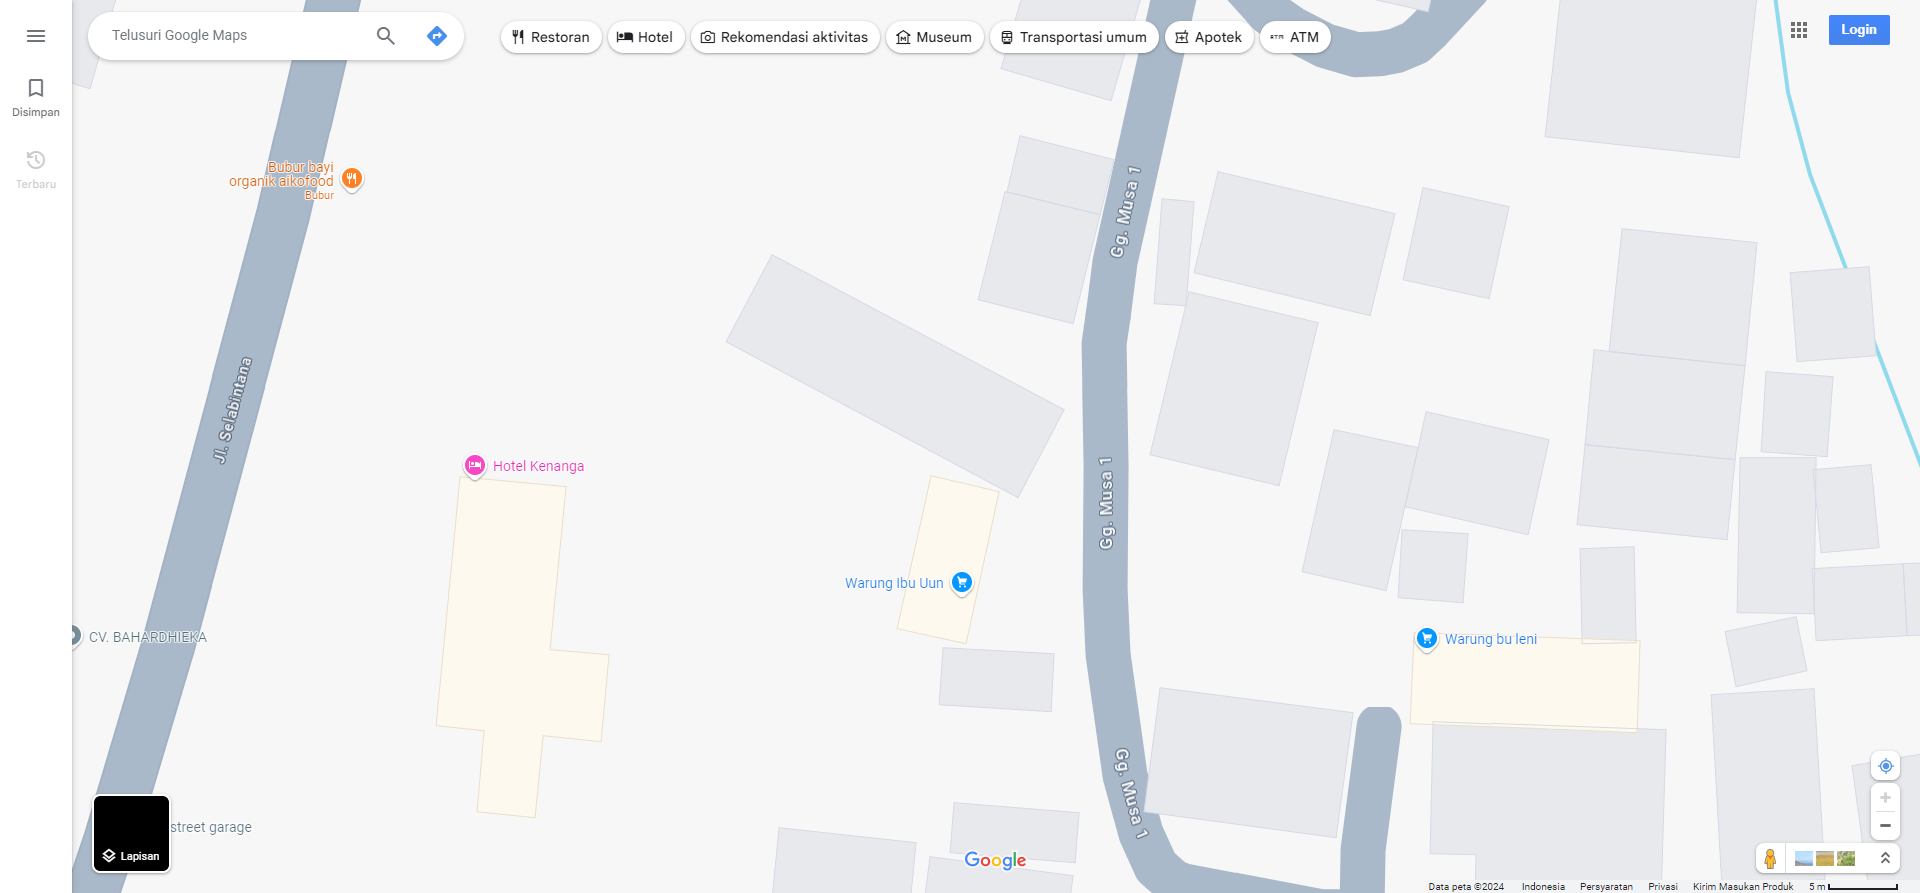 Telusuri Google Maps
Restoran
Hotel
Rekomendasi aktivitas
Museum
Transportasi umum
Apotek
ATM
Login
Disimpan
Terbaru
Bubur bayi
organik aikofood
Bubur
Gg. Musa 1
Jl. Selabintana
Hotel Kenanga
Gg. Musa 1
Warung Ibu Uun
CV. BAHARDHIEKA
Warung bu leni
Gg. Musa 1
street garage
Lapisan
Google
Data peta ©2024
Indonesia
Persyaratan
Privasi
Kirim Masukan Produk
5 m